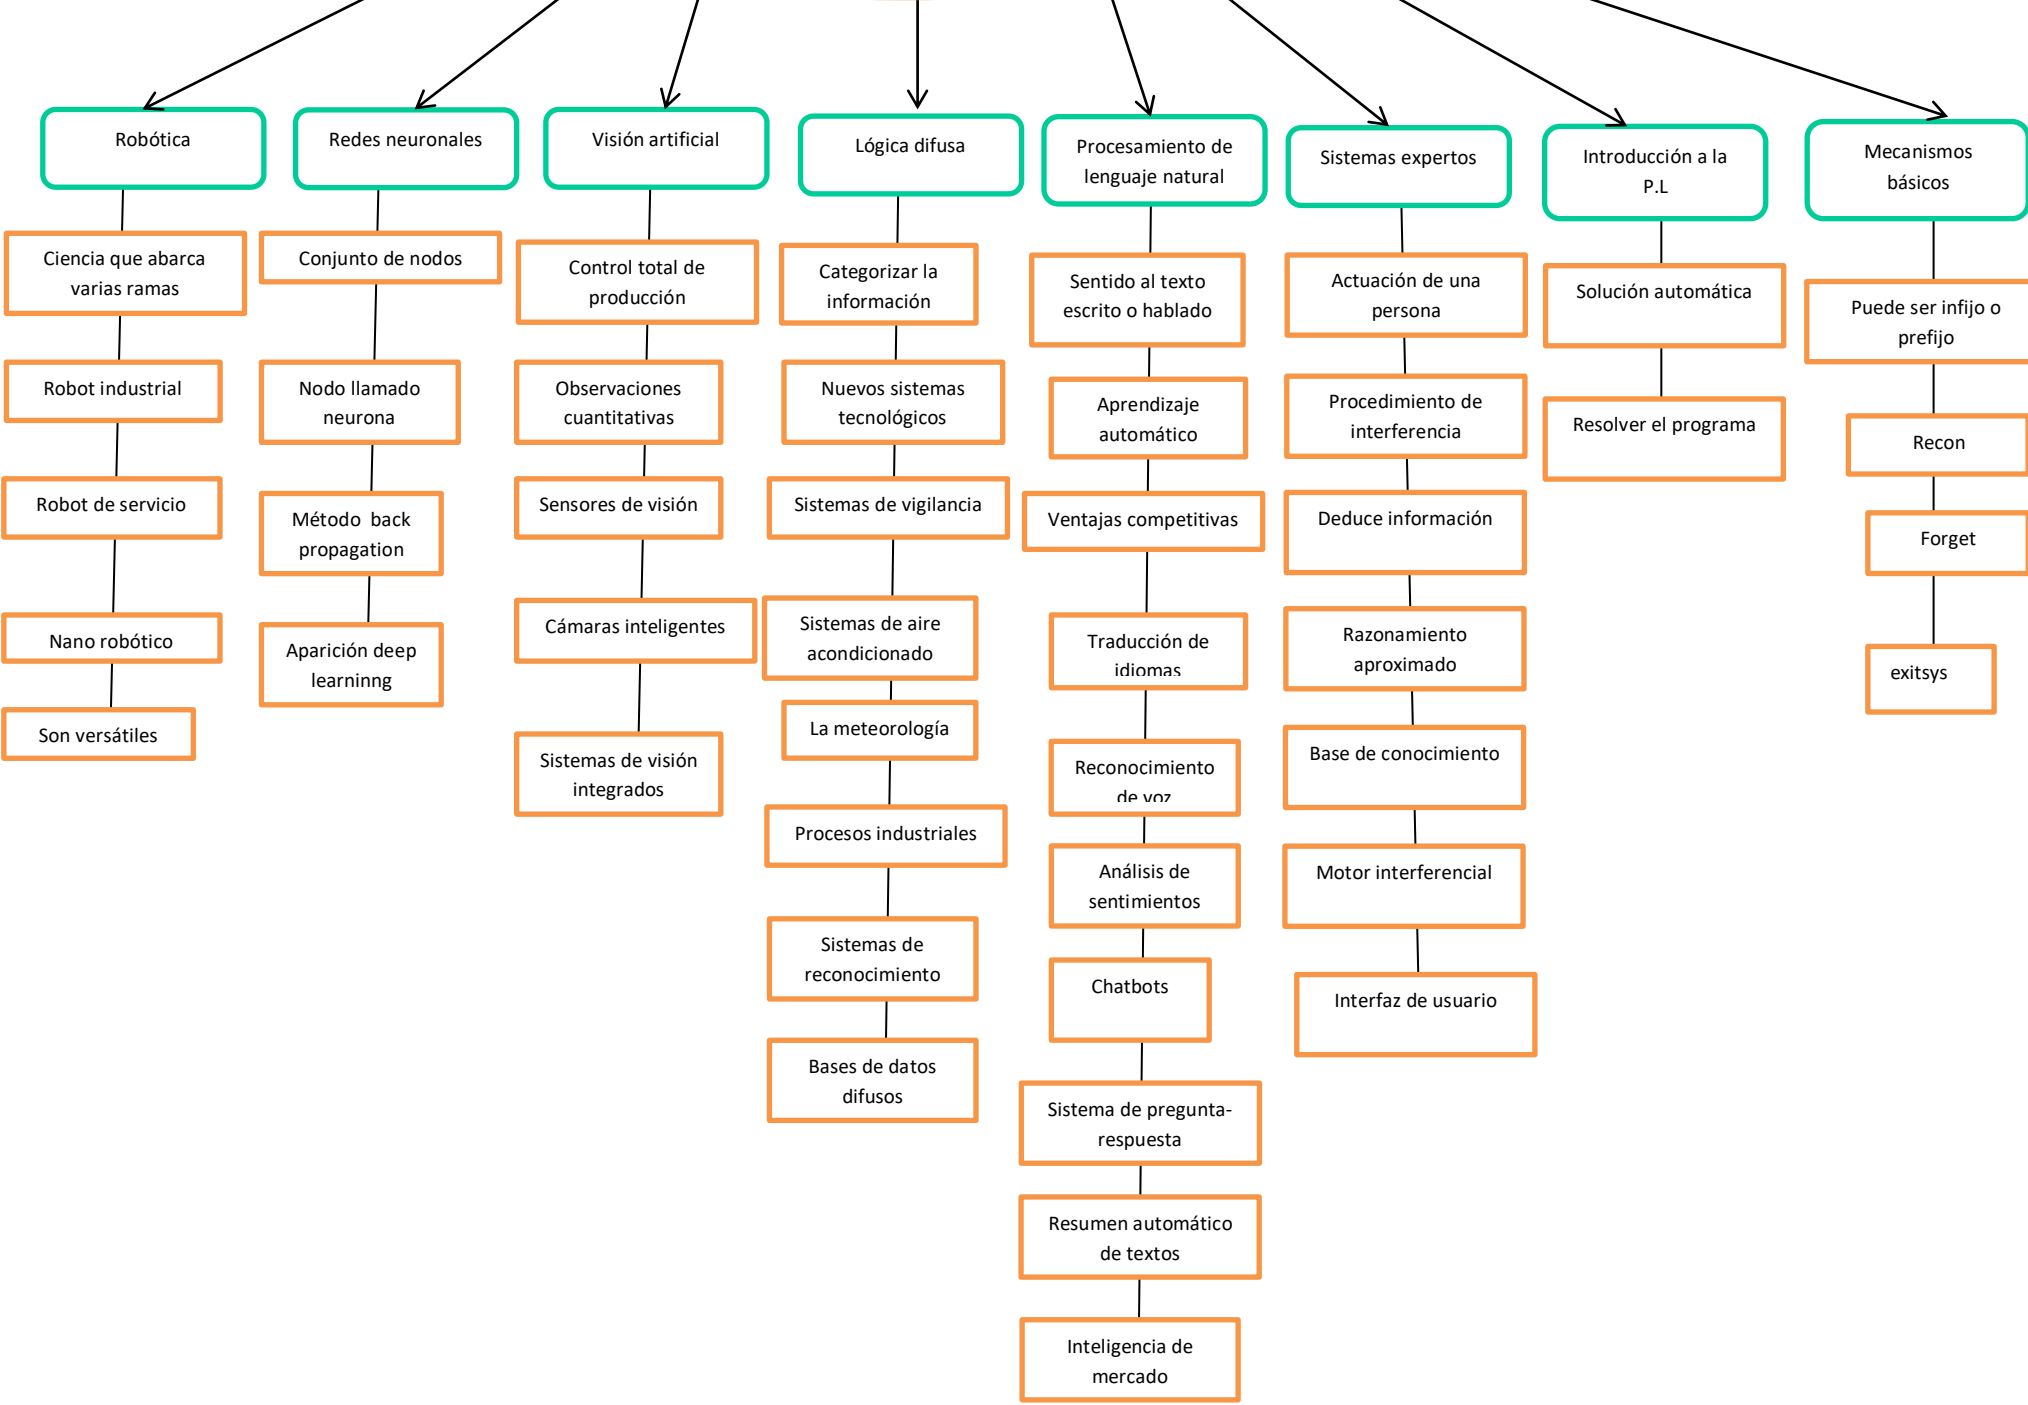 Robótica
Redes neuronales
Visión artificial
Lógica difusa
Procesamiento de
lenguaje natural
Sistemas expertos
Introducción a la
P.L
Mecanismos
básicos
Ciencia que abarca
varias ramas
Robot industrial
Robot de servicio
Nano robótico
Son versátiles
Conjunto de nodos
Nodo llamado
neurona
Método  back
propagation
Aparición deep
learninng
Control total de
producción
Observaciones
cuantitativas
Sensores de visión
Cámaras inteligentes
Sistemas de visión
integrados
Categorizar la
información
Nuevos sistemas
tecnológicos
Sistemas de vigilancia
Sistemas de aire
acondicionado
La meteorología
Procesos industriales
Sistemas de
reconocimiento
Bases de datos
difusos
Sentido al texto
escrito o hablado
Aprendizaje
automático
Ventajas competitivas
Traducción de
idiomas
Reconocimiento
de voz
Análisis de
sentimientos
Chatbots
Sistema de pregunta-
respuesta
Resumen automático
de textos
Inteligencia de
mercado
Actuación de una
persona
Procedimiento de
interferencia
Deduce información
Razonamiento
aproximado
Base de conocimiento
Motor interferencial
Interfaz de usuario
Solución automática
Resolver el programa
Puede ser infijo o
prefijo
Recon
Forget
exitsys